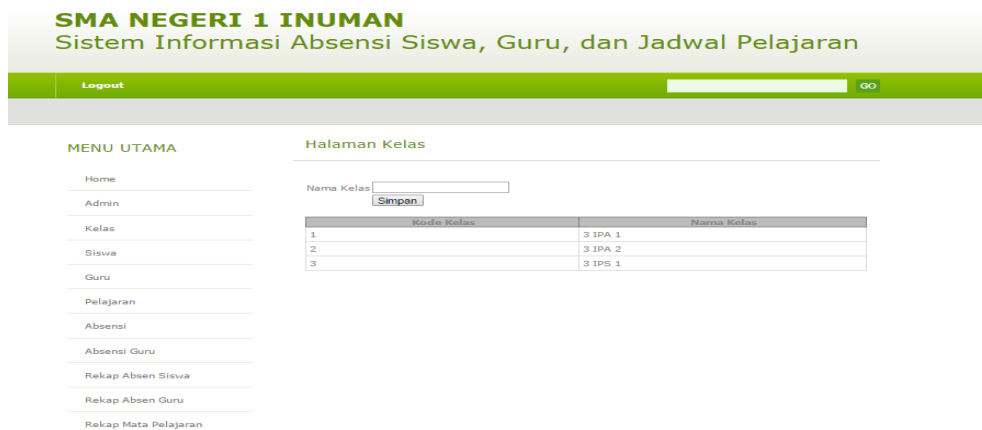 SMA NEGERI 1 INUMAN
Sistem Informasi Absensi Siswa, Guru, dan Jadwal Pelajaran
Logout GO
MENU UTAMA
Home
Admin
Kelas
Siswa
Guru
Pelajaran
Absensi
Absensi Guru
Rekap Absen Siswa
Rekap Absen Guru
Rekap Mata Pelajaran
Halaman Kelas
Nama Kelas
Simpan
Kode Kelas Nama Kelas
1 3 IPA 1
2 3 IPA 2
3 3 IPS 1